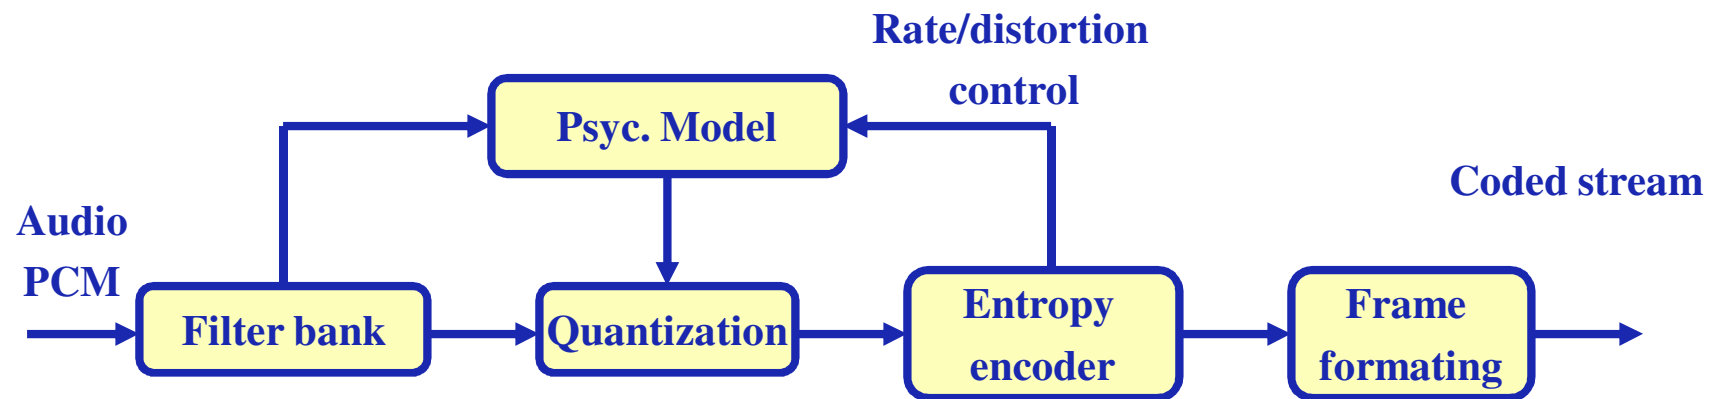 Rate/distortion
control
Psyc. Model
Coded stream
Audio
PCM
Filter bank
Quantization
Entropy
encoder
Frame
formating